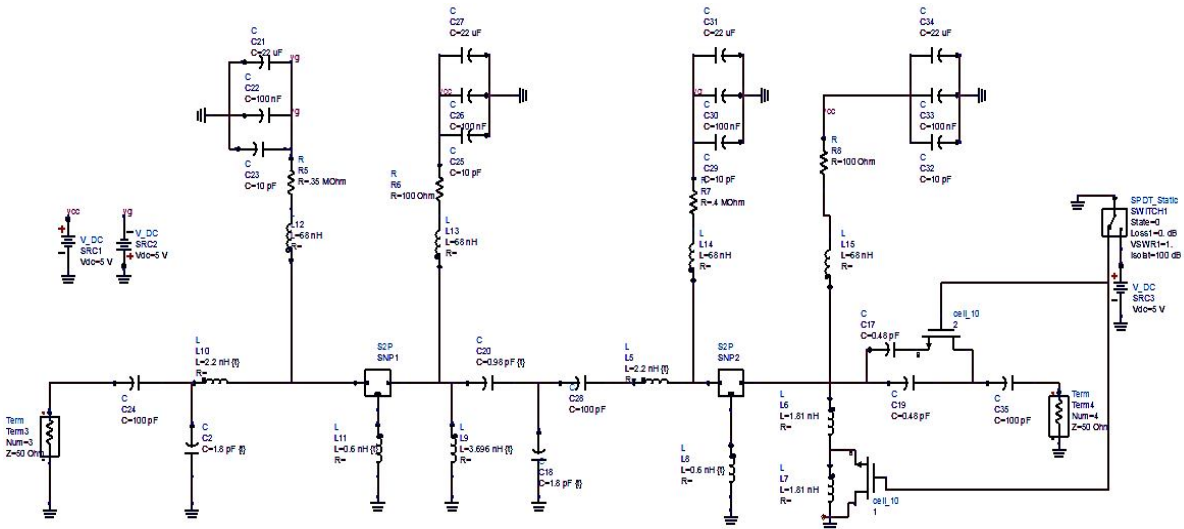 C
C21
C=22 uF
vg
C
C22
C=100 nF
vg
C
C23
C=10 pF
R
R5
R=.35 MOhm
L
L12
L=68 nH
R=
C
C27
C=22 uF
vcc
C
C26
C=100 nF
C
C25
C=10 pF
R
R6
R=100 Ohm
L
L13
L=68 nH
R=
C
C31
C=22 uF
vg
C
C30
C=100 nF
C
C29
C=10 pF
R7
R=.4 MOhm
L
L14
L=68 nH
R=
C
C34
C=22 uF
C
C33
C=100 nF
C
C32
C=10 pF
vcc
R
R8
R=100 Ohm
L
L15
L=68 nH
R=
vcc
V_DC
SRC1
Vdc=5 V
vg
V_DC
SRC2
Vdc=5 V
SPDT_Static
SWITCH1
State=0
Loss1=0. dB
VSWR1=1.
Isolat=100 dB
V_DC
SRC3
Vdc=5 V
cell_10
2
C
C17
C=0.46 pF
Term
Term3
Num=3
Z=50 Ohm
C
C24
C=100 pF
L
L10
L=2.2 nH {t}
R=
C
C2
C=1.8 pF {t}
S2P
SNP1
L
L11
L=0.6 nH {t}
R=
C
C20
C=0.98 pF {t}
L
L9
L=3.696 nH {t}
R=
C
C18
C=1.8 pF {t}
C
C28
C=100 pF
L
L5
L=2.2 nH {t}
R=
S2P
SNP2
L
L8
L=0.6 nH {t}
R=
L
L6
L=1.81 nH
R=
L
L7
L=1.81 nH
R=
cell_10
1
C
C19
C=0.46 pF
C
C35
C=100 pF
Term
Term4
Num=4
Z=50 Ohm